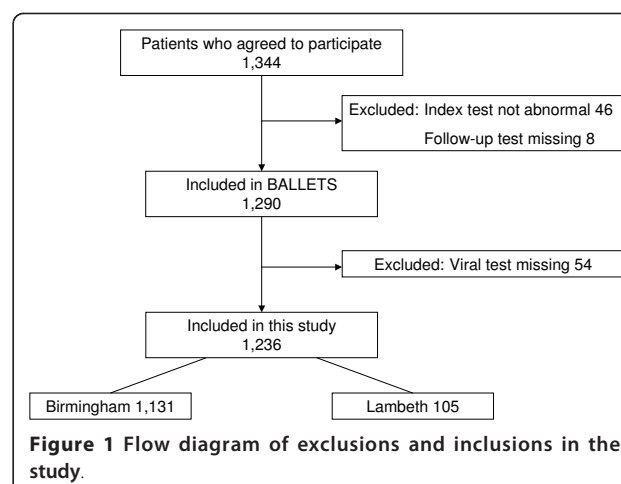 Patients who agreed to participate
1,344
Excluded: Index test not abnormal 46
Follow-up test missing 8
Included in BALLETS
1,290
Excluded: Viral test missing 54
Included in this study
1,236
Birmingham 1,131
Lambeth 105
Figure 1 Flow diagram of exclusions and inclusions in the
study.